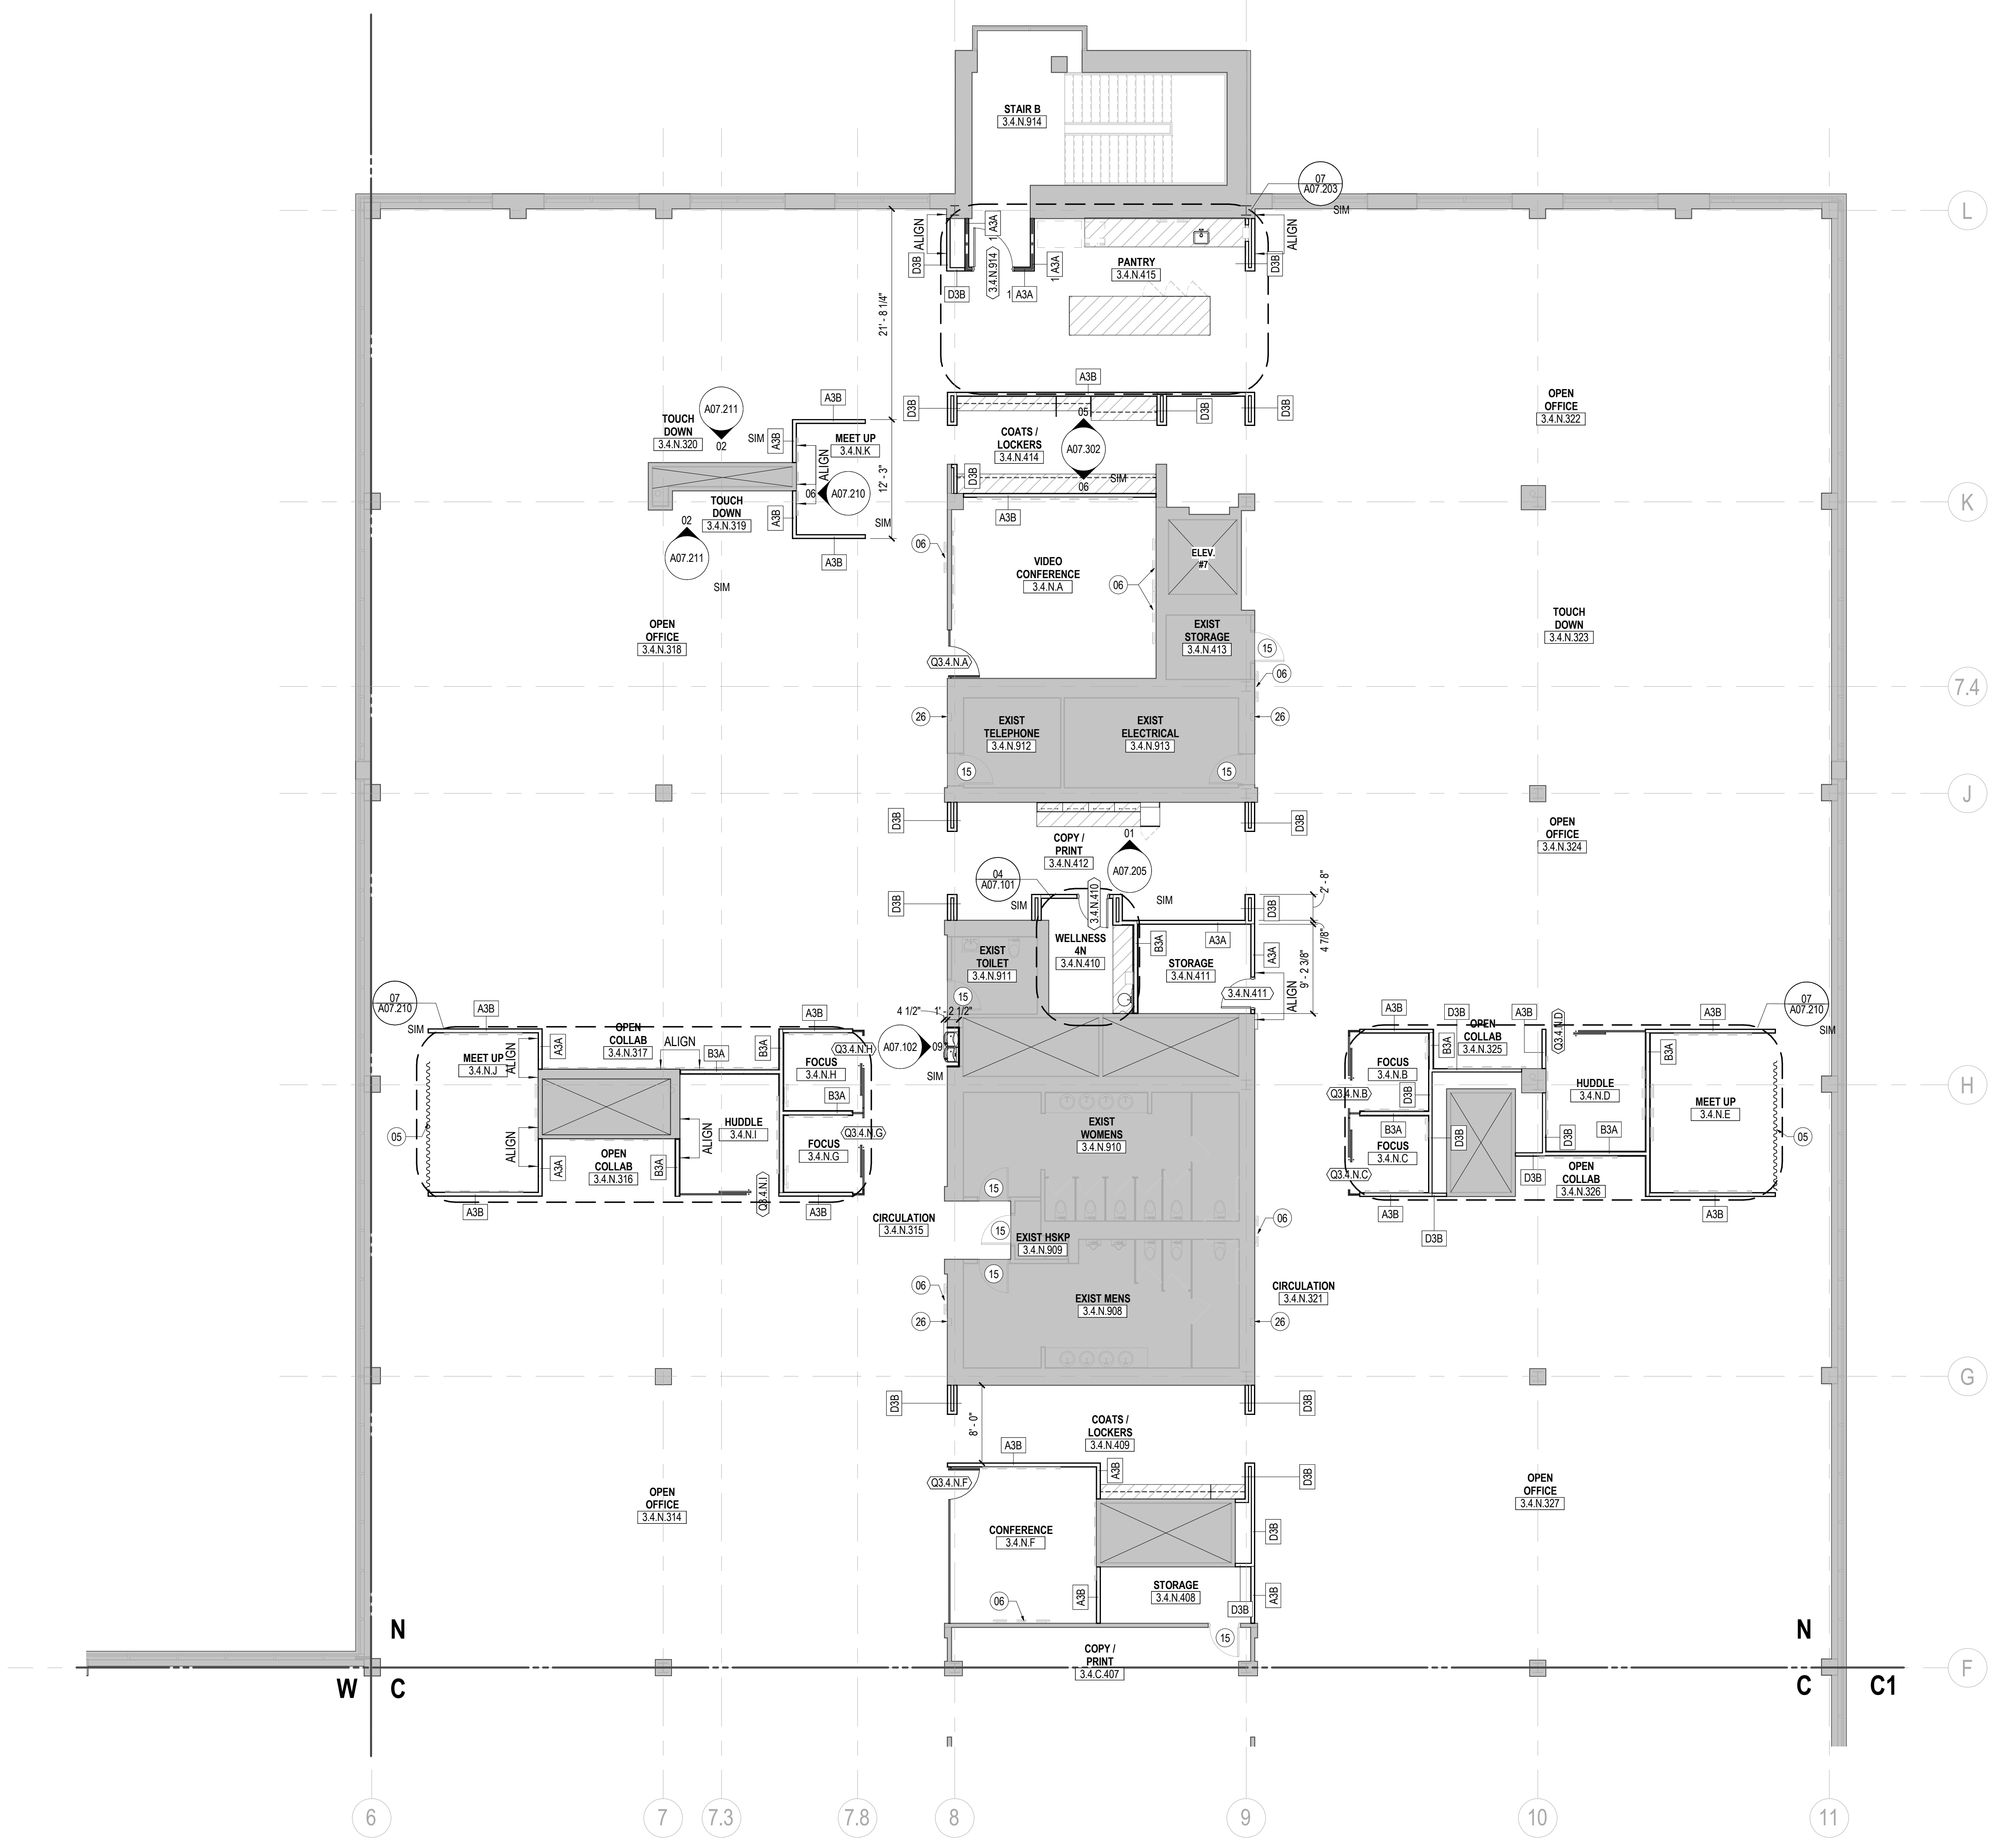 STAIR B
3.4.N.914
07
A07.203
SIM
L
ALIGN
D3B
A3A
1
3.4.N.914
1
A3A
D3B
1
A3A
PANTRY
3.4.N.415
D3B
ALIGN
21' - 8 1/4"
A3B
D3B
D3B
D3B
OPEN
OFFICE
3.4.N.322
A3B
TOUCH
DOWN
3.4.N.320
A07.211
02
SIM
A3B
MEET UP
3.4.N.K
ALIGN
12' - 3"
COATS /
LOCKERS
3.4.N.414
05
A07.302
06
SIM
D3B
A3B
K
TOUCH
DOWN
3.4.N.319
02
A07.211
SIM
A3B
06
A07.210
SIM
A3B
06
VIDEO
CONFERENCE
3.4.N.A
06
ELEV.
#7
TOUCH
DOWN
3.4.N.323
OPEN
OFFICE
3.4.N.318
EXIST
STORAGE
3.4.N.413
15
06
Q3.4.N.A
7.4
26
EXIST
TELEPHONE
3.4.N.912
15
EXIST
ELECTRICAL
3.4.N.913
15
26
J
D3B
COPY /
PRINT
3.4.N.412
01
A07.205
SIM
D3B
OPEN
OFFICE
3.4.N.324
04
A07.101
SIM
3.4.N.410
D3B
D3B
2' - 8"
4 7/8"
9' - 2 3/8"
EXIST
TOILET
3.4.N.911
15
WELLNESS
4N
3.4.N.410
B3A
A3A
STORAGE
3.4.N.411
A3A
3.4.N.411
ALIGN
4 1/2"
1' - 2 1/2"
A07.102
09
SIM
07
A07.210
SIM
A3B
MEET UP
3.4.N.J
ALIGN
A3A
OPEN
COLLAB
3.4.N.317
ALIGN
B3A
B3A
A3B
FOCUS
3.4.N.H
Q3.4.N.H
B3A
05
ALIGN
A3A
OPEN
COLLAB
3.4.N.316
B3A
ALIGN
HUDDLE
3.4.N.I
Q3.4.N.I
FOCUS
3.4.N.G
Q3.4.N.G
A3B
A3B
A3B
FOCUS
3.4.N.B
Q3.4.N.B
B3A
D3B
D3B
OPEN
COLLAB
3.4.N.325
A3B
Q3.4.N.D
HUDDLE
3.4.N.D
B3A
A3B
07
A07.210
SIM
MEET UP
3.4.N.E
05
H
B3A
FOCUS
3.4.N.C
Q3.4.N.C
D3B
D3B
B3A
D3B
OPEN
COLLAB
3.4.N.326
A3B
A3B
D3B
EXIST
WOMENS
3.4.N.910
15
CIRCULATION
3.4.N.315
15
EXIST HSKP
3.4.N.909
15
06
06
26
EXIST MENS
3.4.N.908
CIRCULATION
3.4.N.321
26
G
D3B
8' - 0"
COATS /
LOCKERS
3.4.N.409
D3B
A3B
A3B
D3B
Q3.4.N.F
OPEN
OFFICE
3.4.N.314
OPEN
OFFICE
3.4.N.327
CONFERENCE
3.4.N.F
D3B
STORAGE
3.4.N.408
A3B
A3B
D3B
06
15
COPY /
PRINT
3.4.C.407
N
N
F
W
C
C
C1
6
7
7.3
7.8
8
9
10
11